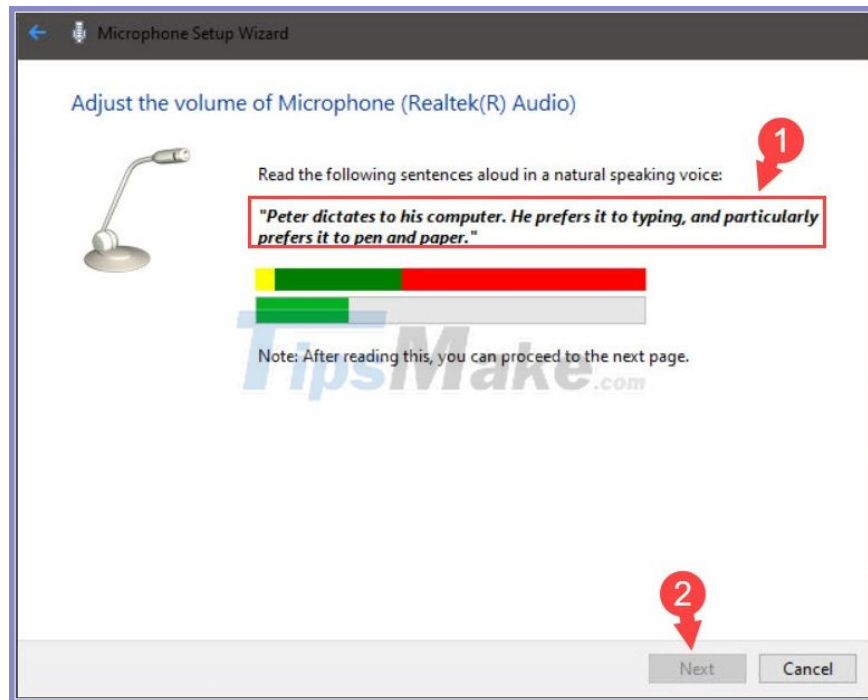 Microphone Setup Wizard
Adjust the volume of Microphone (Realtek(R) Audio)
1
Read the following sentences aloud in a natural speaking voice:
"Peter dictates to his computer. He prefers it to typing, and particularly
prefers it to pen and paper."
Note: After reading this, you can proceed to the next page.
TipsMake.com
2
Next
Cancel